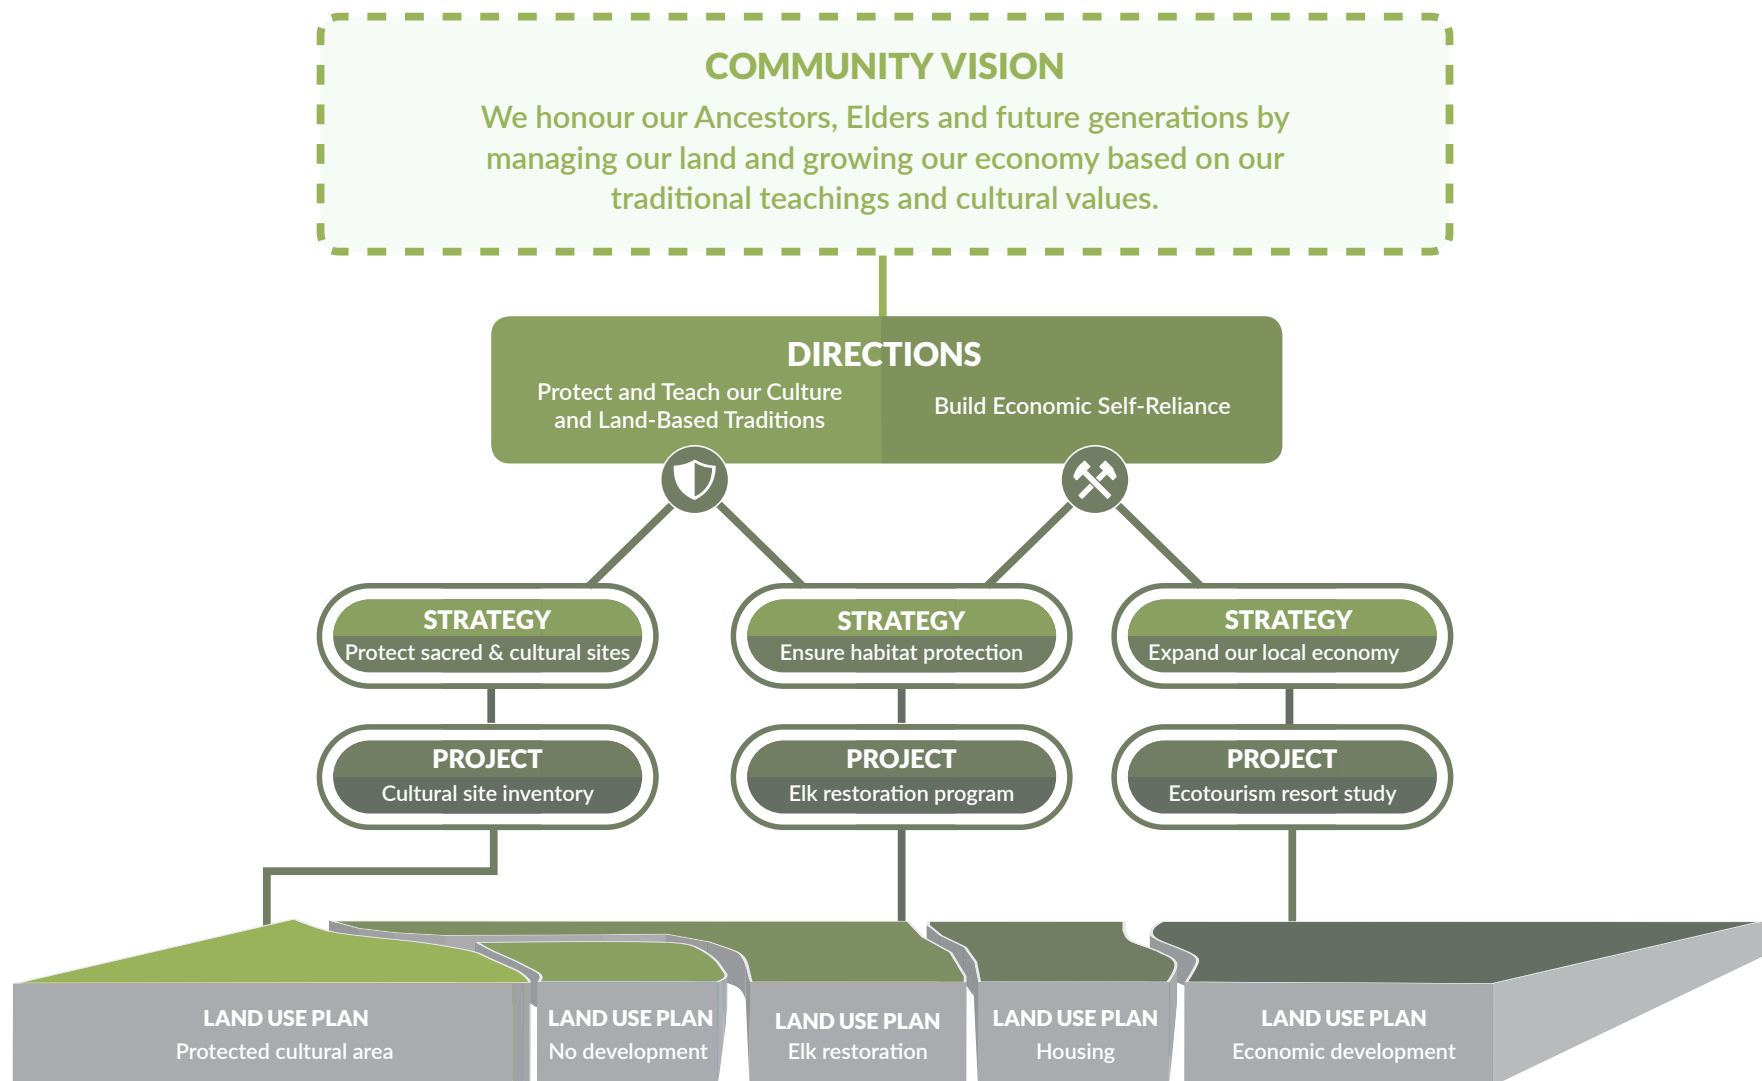 COMMUNITY VISION
We honour our Ancestors, Elders and future generations by
managing our land and growing our economy based on our
traditional teachings and cultural values.
DIRECTIONS
Protect and Teach our Culture
and Land-Based Traditions
Build Economic Self-Reliance
STRATEGY
Protect sacred & cultural sites
STRATEGY
Ensure habitat protection
STRATEGY
Expand our local economy
PROJECT
Cultural site inventory
PROJECT
Elk restoration program
PROJECT
Ecotourism resort study
LAND USE PLAN
Protected cultural area
LAND USE PLAN
No development
LAND USE PLAN
Elk restoration
LAND USE PLAN
Housing
LAND USE PLAN
Economic development